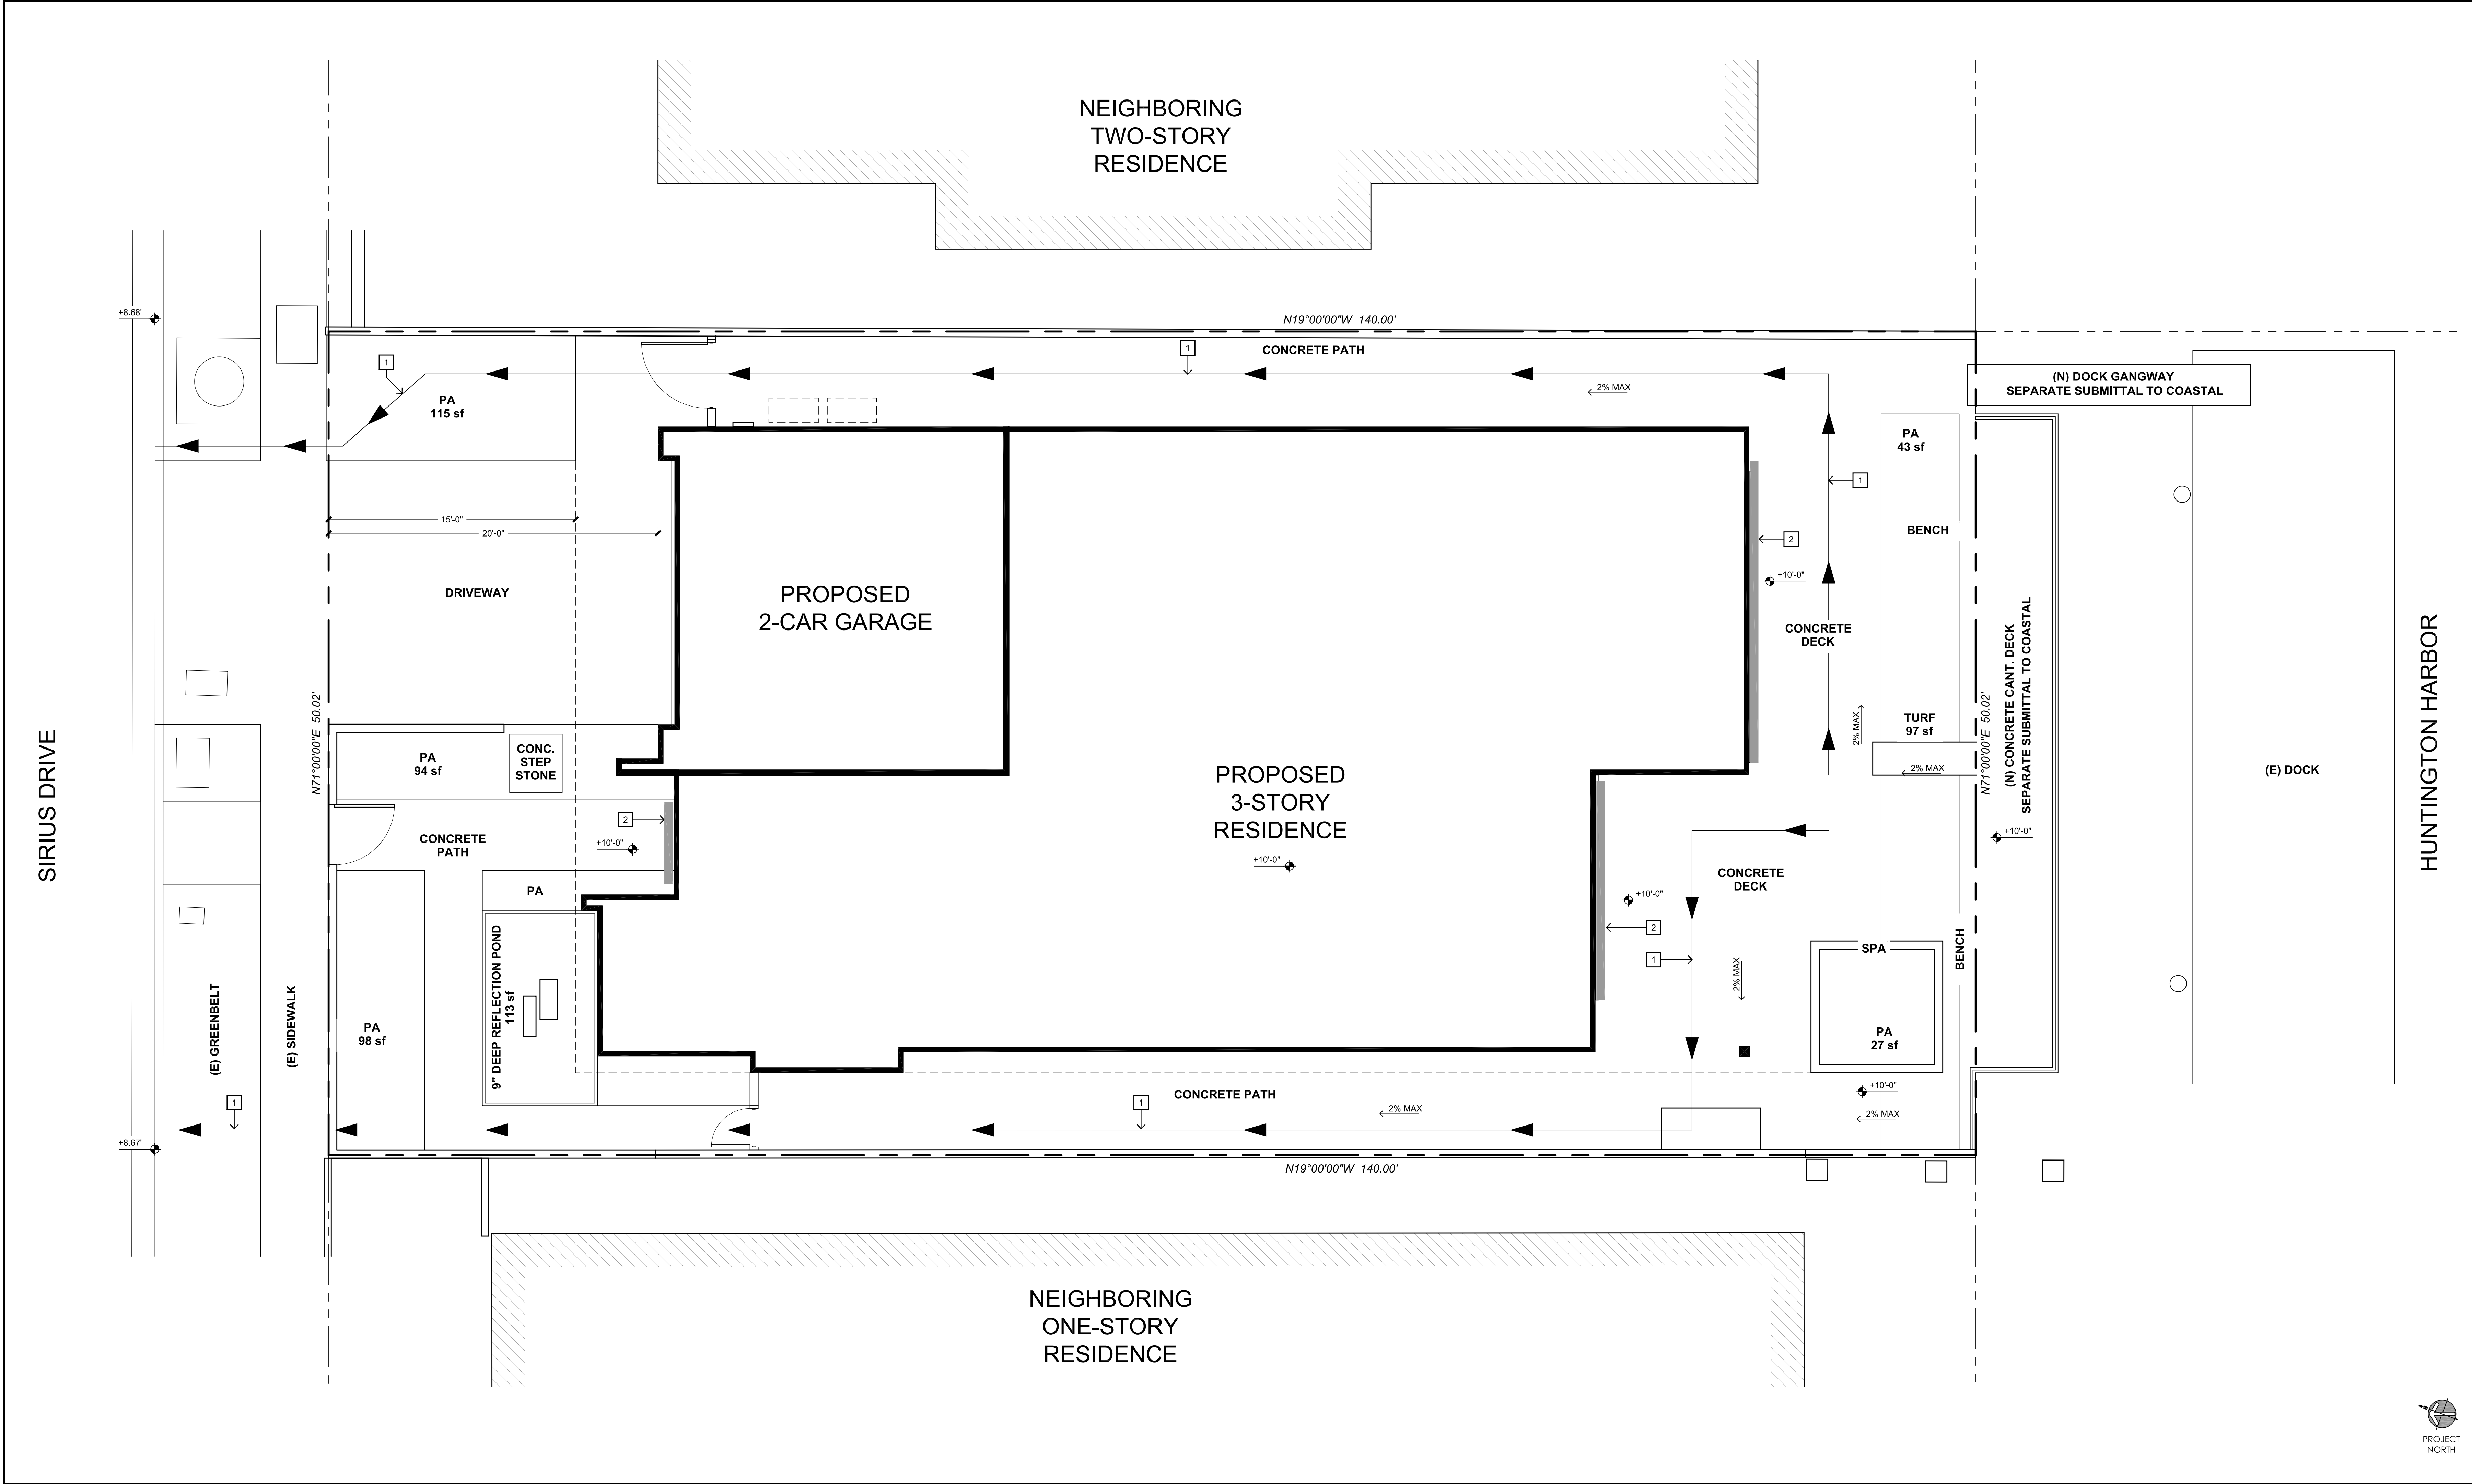 NEIGHBORING
TWO-STORY
RESIDENCE
+8.68'
N19°00'00"W  140.00'
CONCRETE PATH
1
1
2% MAX
PA
115 sf
(N) DOCK GANGWAY
SEPARATE SUBMITTAL TO COASTAL
PA
43 sf
1
15'-0"
20'-0"
BENCH
2
+10'-0"
DRIVEWAY
PROPOSED
2-CAR GARAGE
CONCRETE
DECK
(N) CONCRETE CANT. DECK
SEPARATE SUBMITTAL TO COASTAL
HUNTINGTON HARBOR
SIRIUS DRIVE
N71°00'00"E  50.02'
N71°00'00"E  50.02'
TURF
97 sf
2% MAX
2% MAX
CONC.
STEP
STONE
PA
94 sf
PROPOSED
3-STORY
RESIDENCE
+10'-0"
(E) DOCK
2
+10'-0"
CONCRETE
PATH
+10'-0"
CONCRETE
DECK
+10'-0"
PA
2
1
SPA
BENCH
2% MAX
9" DEEP REFLECTION POND
113 sf
(E) GREENBELT
(E) SIDEWALK
PA
98 sf
PA
27 sf
+10'-0"
2% MAX
1
1
CONCRETE PATH
2% MAX
+8.67'
N19°00'00"W  140.00'
NEIGHBORING
ONE-STORY
RESIDENCE
PROJECT
NORTH